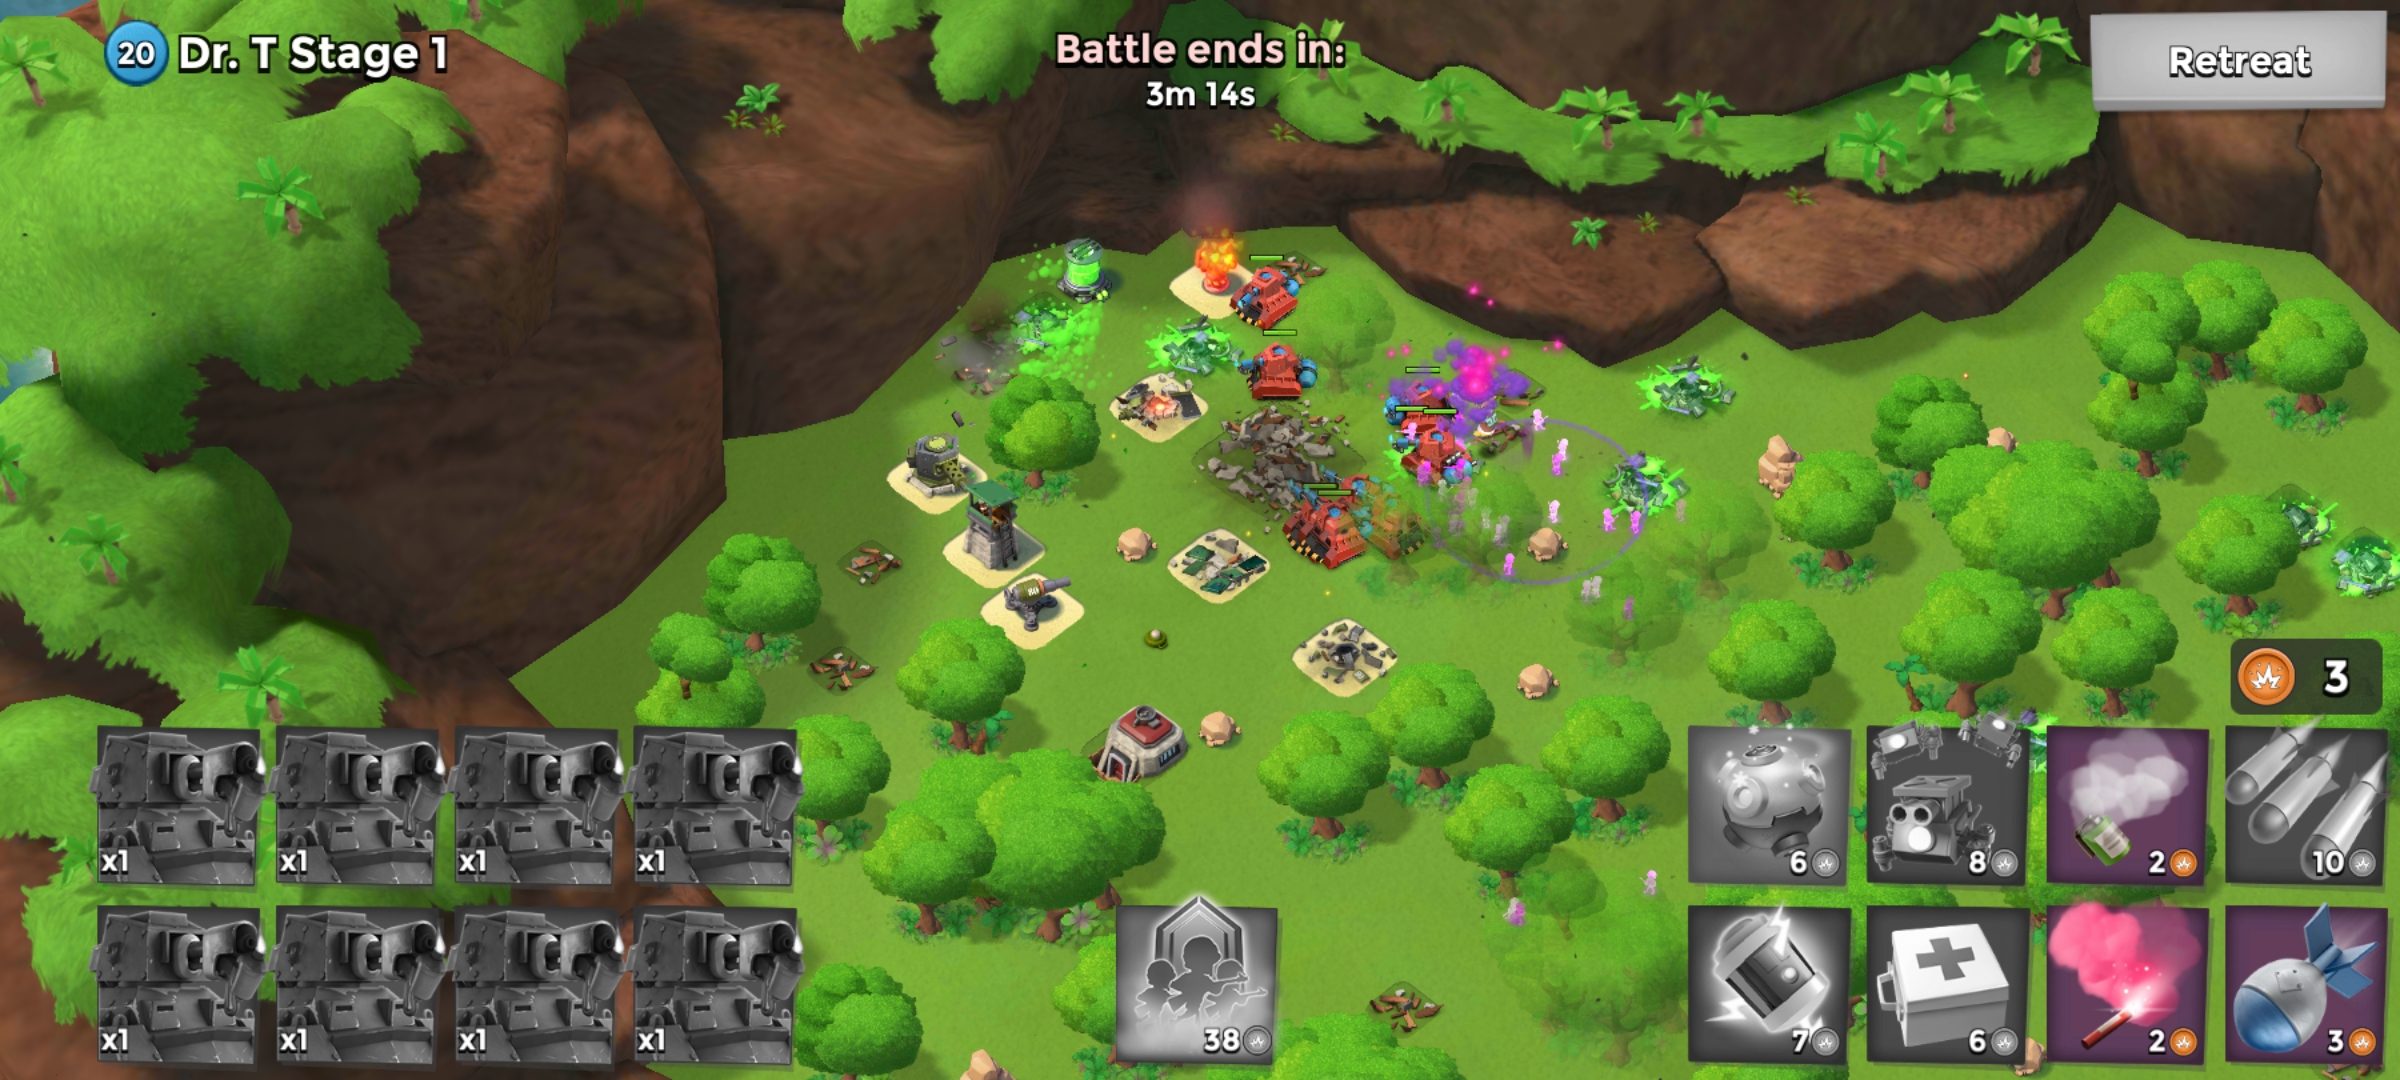 20 Dr. T Stage 1
Battle ends in:
3m 14s
Retreat
3
x1 x1 x1 x1
6 8 2 10
x1 x1 x1 x1
38
7 6 2 3